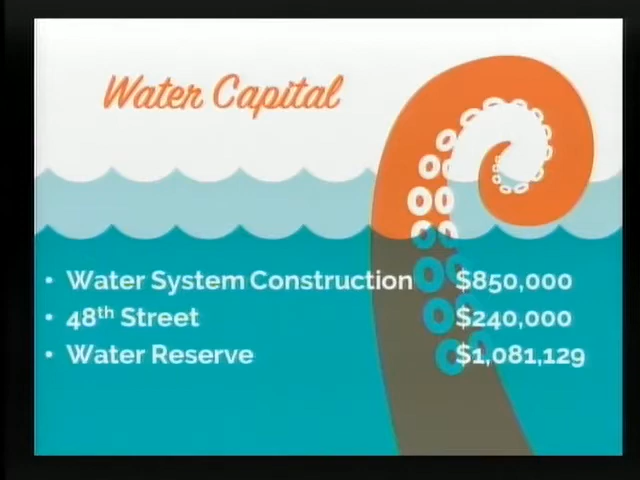 Water Capital
• Water System Construction $850,000
• 48th Street $240,000
• Water Reserve $1,081,129